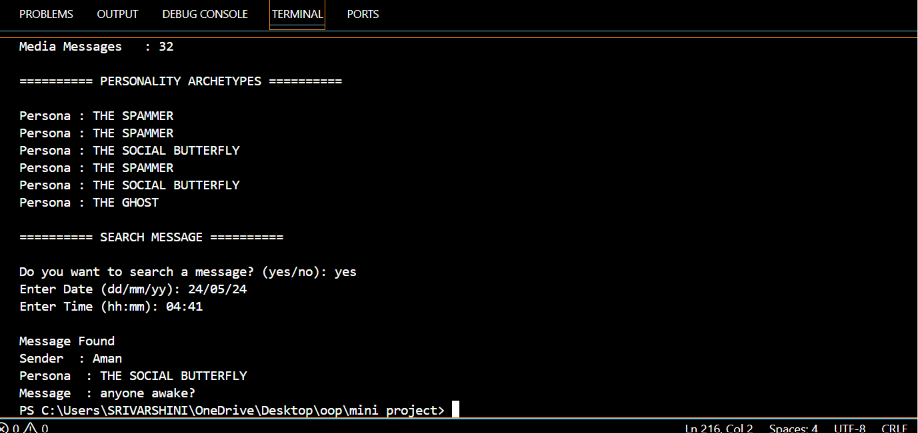 PROBLEMS OUTPUT DEBUG CONSOLE TERMINAL PORTS
Media Messages   : 32
========== PERSONALITY ARCHETYPES ==========
Persona : THE SPAMMER
Persona : THE SPAMMER
Persona : THE SOCIAL BUTTERFLY
Persona : THE SPAMMER
Persona : THE SOCIAL BUTTERFLY
Persona : THE GHOST
========== SEARCH MESSAGE ==========
Do you want to search a message? (yes/no): yes
Enter Date (dd/mm/yy): 24/05/24
Enter Time (hh:mm): 04:41
Message Found
Sender  : Aman
Persona  : THE SOCIAL BUTTERFLY
Message  : anyone awake?
PS C:\Users\SRIVARSHINI\OneDrive\Desktop\oop\mini project>
0 0 Ln 216, Col 2 Spaces: 4 UTF-8 CRLF